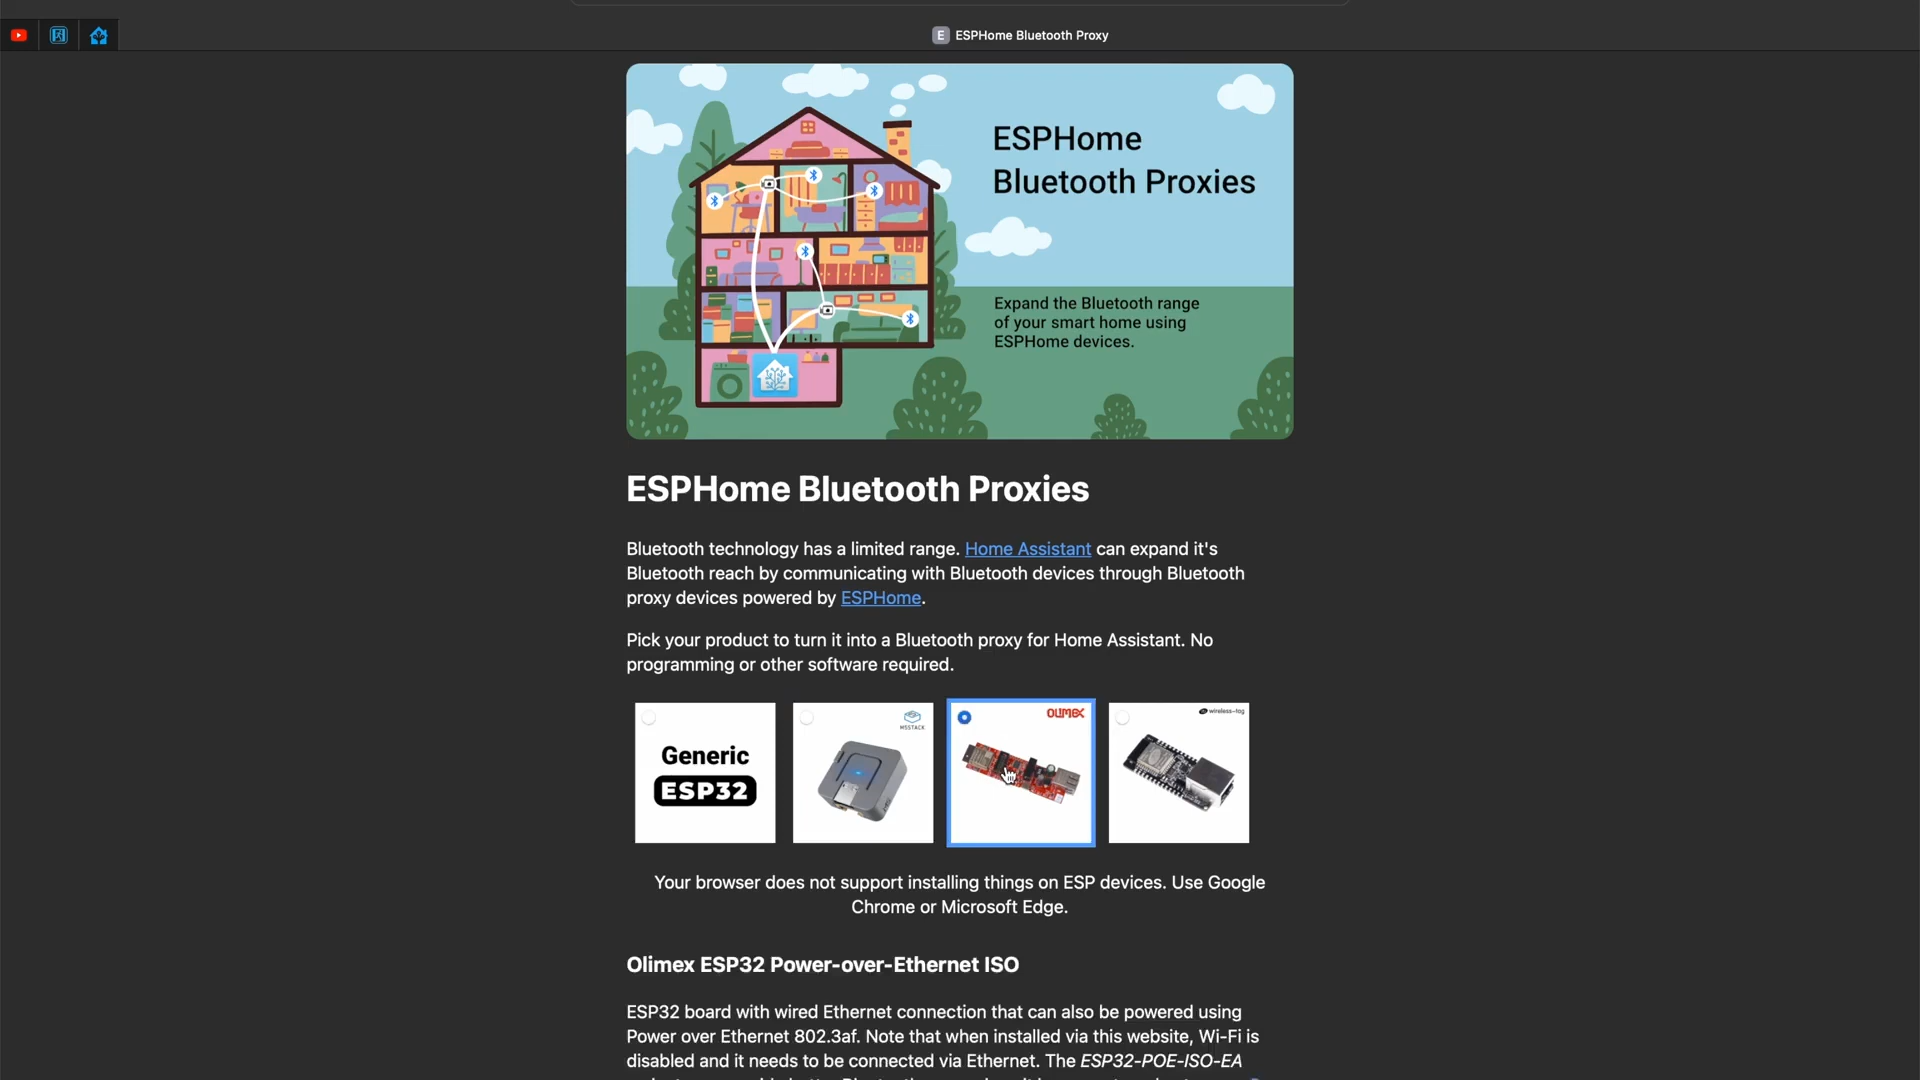 E ESPHome Bluetooth Proxy
ESPHome
Bluetooth Proxies
Expand the Bluetooth range
of your smart home using
ESPHome devices.
ESPHome Bluetooth Proxies
Bluetooth technology has a limited range. Home Assistant can expand it's
Bluetooth reach by communicating with Bluetooth devices through Bluetooth
proxy devices powered by ESPHome.
Pick your product to turn it into a Bluetooth proxy for Home Assistant. No
programming or other software required.
Generic
ESP32
M5STACK
OLIMEX
wireless-tag
Your browser does not support installing things on ESP devices. Use Google
Chrome or Microsoft Edge.
Olimex ESP32 Power-over-Ethernet ISO
ESP32 board with wired Ethernet connection that can also be powered using
Power over Ethernet 802.3af. Note that when installed via this website, Wi-Fi is
disabled and it needs to be connected via Ethernet. The ESP32-POE-ISO-EA